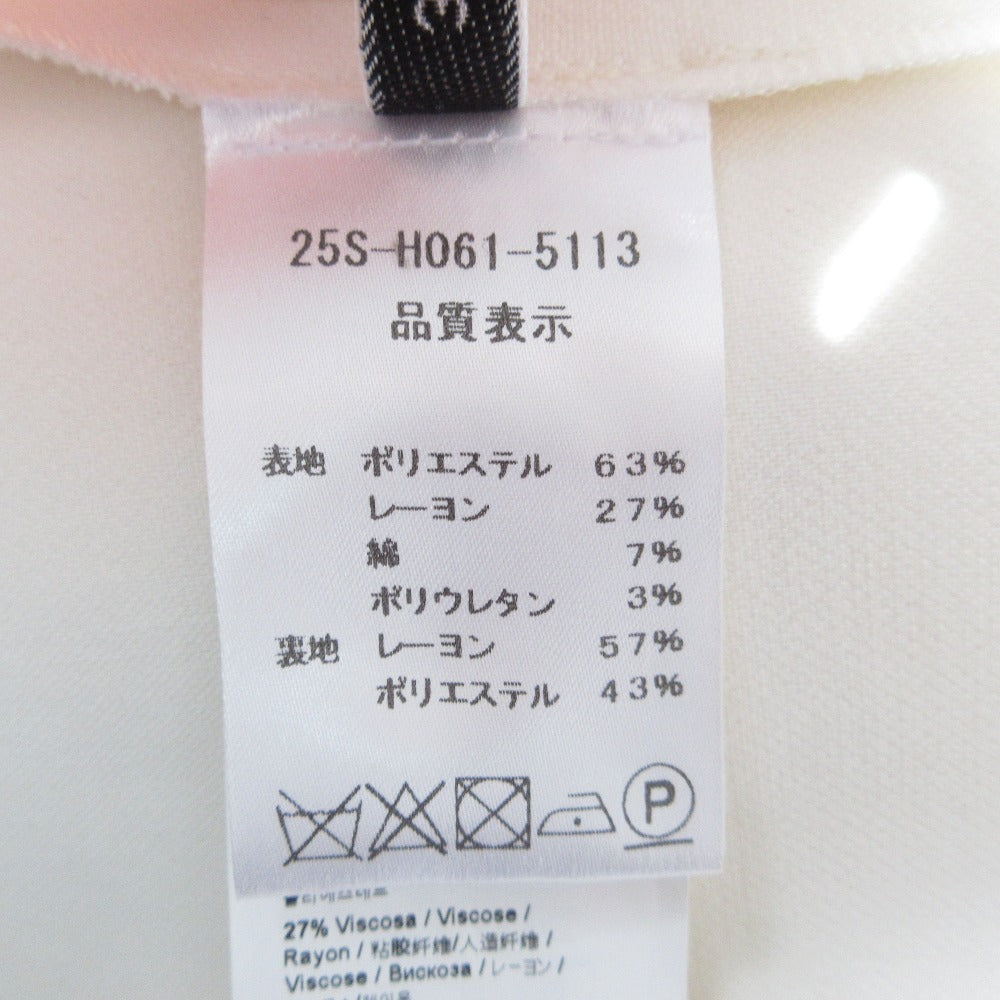 3
25S-H061-5113
品質表示
表地 ポリエステル 63%
レーヨン 27%
綿 7%
ポリウレタン 3%
裏地 レーヨン 57%
ポリエステル 43%
P
27% Viscosa / Viscose /
Rayon / 粘胶纤维/人造纤维 /
Viscose / Вискоза / レーヨン /